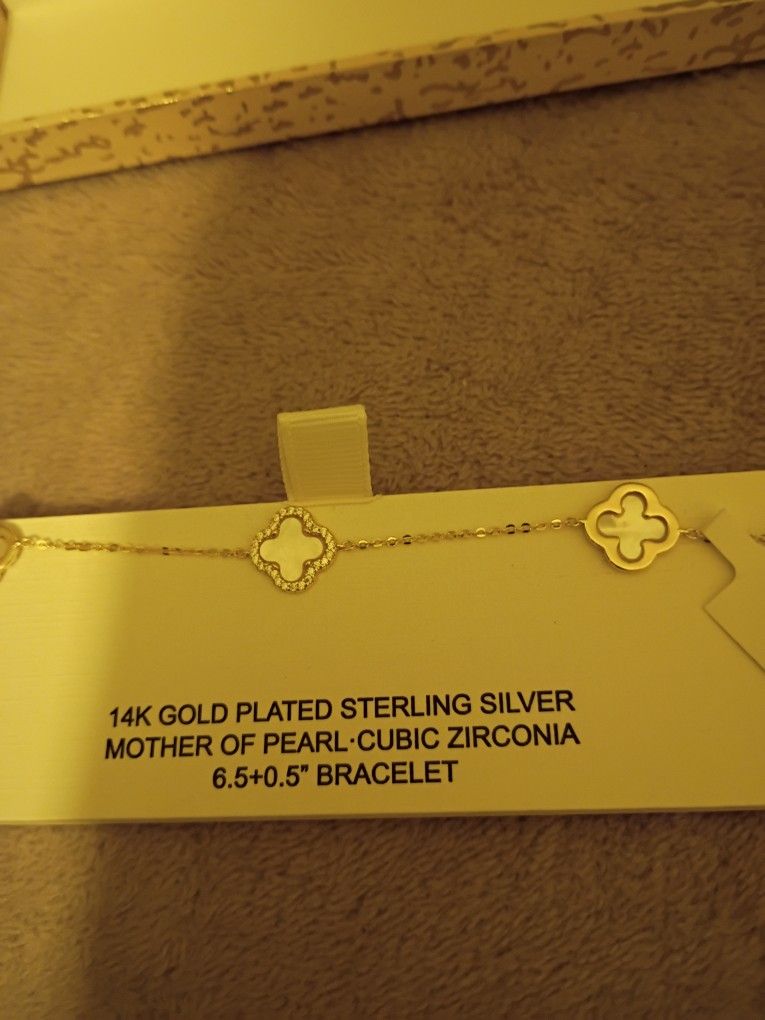 14K GOLD PLATED STERLING SILVER
MOTHER OF PEARL·CUBIC ZIRCONIA
6.5+0.5" BRACELET